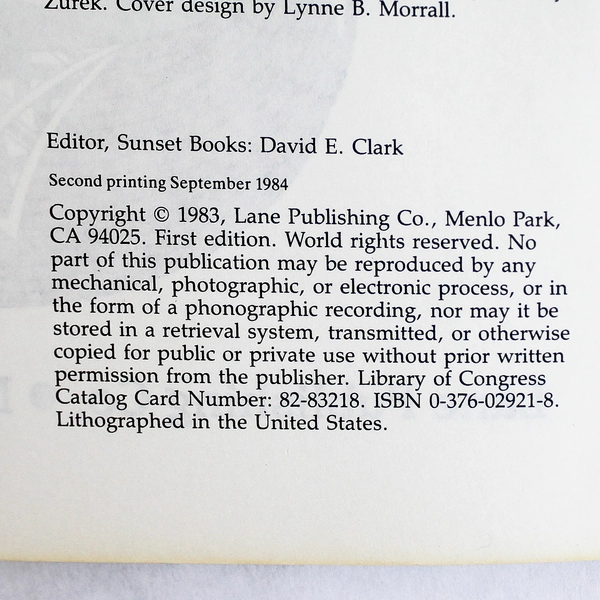 Zurek. Cover design by Lynne B. Morrall.
Editor, Sunset Books: David E. Clark
Second printing September 1984
Copyright © 1983, Lane Publishing Co., Menlo Park,
CA 94025. First edition. World rights reserved. No
part of this publication may be reproduced by any
mechanical, photographic, or electronic process, or in
the form of a phonographic recording, nor may it be
stored in a retrieval system, transmitted, or otherwise
copied for public or private use without prior written
permission from the publisher. Library of Congress
Catalog Card Number: 82-83218. ISBN 0-376-02921-8.
Lithographed in the United States.